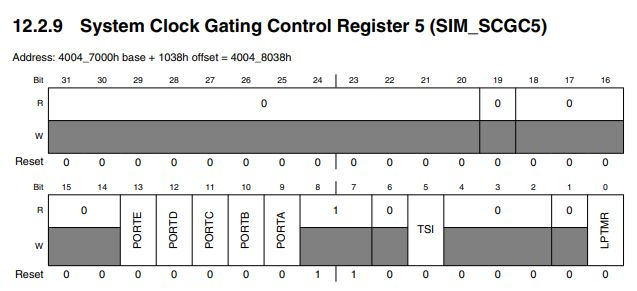 12.2.9 System Clock Gating Control Register 5 (SIM_SCGC5)
Address: 4004_7000h base + 1038h offset = 4004_8038h
Bit 31 30 29 28 27 26 25 24 23 22 21 20 19 18 17 16
R 0 0 0
W
Reset 0 0 0 0 0 0 0 0 0 0 0 0 0 0 0 0
Bit 15 14 13 12 11 10 9 8 7 6 5 4 3 2 1 0
R 0 PORTE PORTD PORTC PORTB PORTA 1 0 TSI 0 0 LPTMR
W
Reset 0 0 0 0 0 0 0 1 1 0 0 0 0 0 0 0